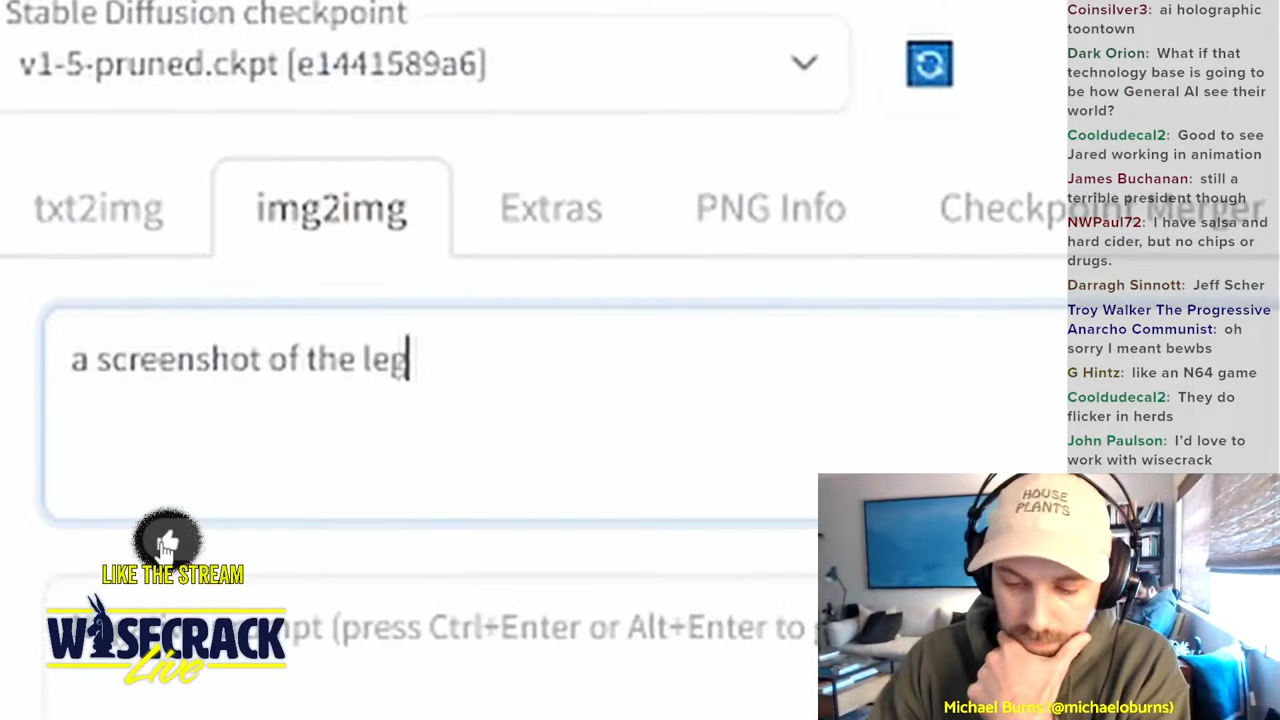 Stable Diffusion checkpoint
v1-5-pruned.ckpt [e1441589a6]
txt2img
img2img
Extras
PNG Info
Checkpoint Merger
a screenshot of the leg
pt (press Ctrl+Enter or Alt+Enter to
LIKE THE STREAM
WISECRACK
Live
Coinsilver3: ai holographic
toontown
Dark Orion: What if that
technology base is going to
be how General AI see their
world?
Cooldudecal2: Good to see
Jared working in animation
James Buchanan: still a
terrible president though
NWPaul72: I have salsa and
hard cider, but no chips or
drugs.
Darragh Sinnott: Jeff Scher
Troy Walker The Progressive
Anarcho Communist: oh
sorry I meant bewbs
G Hintz: like an N64 game
Cooldudecal2: They do
flicker in herds
John Paulson: I'd love to
work with wisecrack
HOUSE
PLANTS
Michael Burns (@michaeloburns)